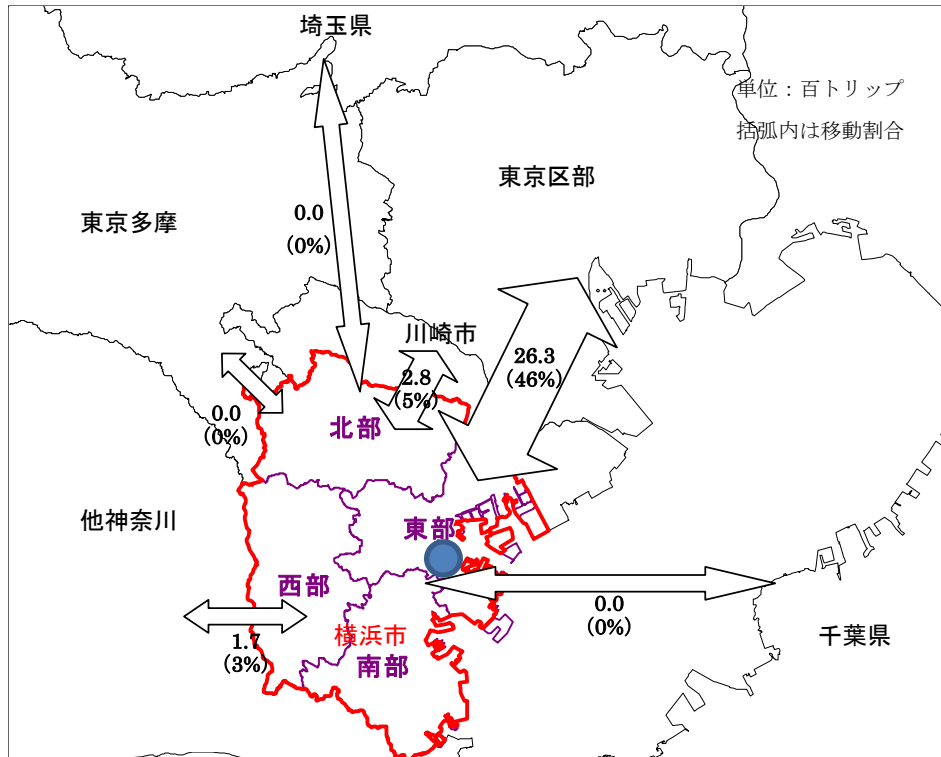 埼玉県
単位：百トリップ
括弧内は移動割合
東京区部
東京多摩
0.0
(0%)
川崎市
26.3
(46%)
2.8
(5%)
0.0
(0%)
北部
他神奈川
東部
西部
0.0
(0%)
横浜市
1.7
(3%)
南部
千葉県